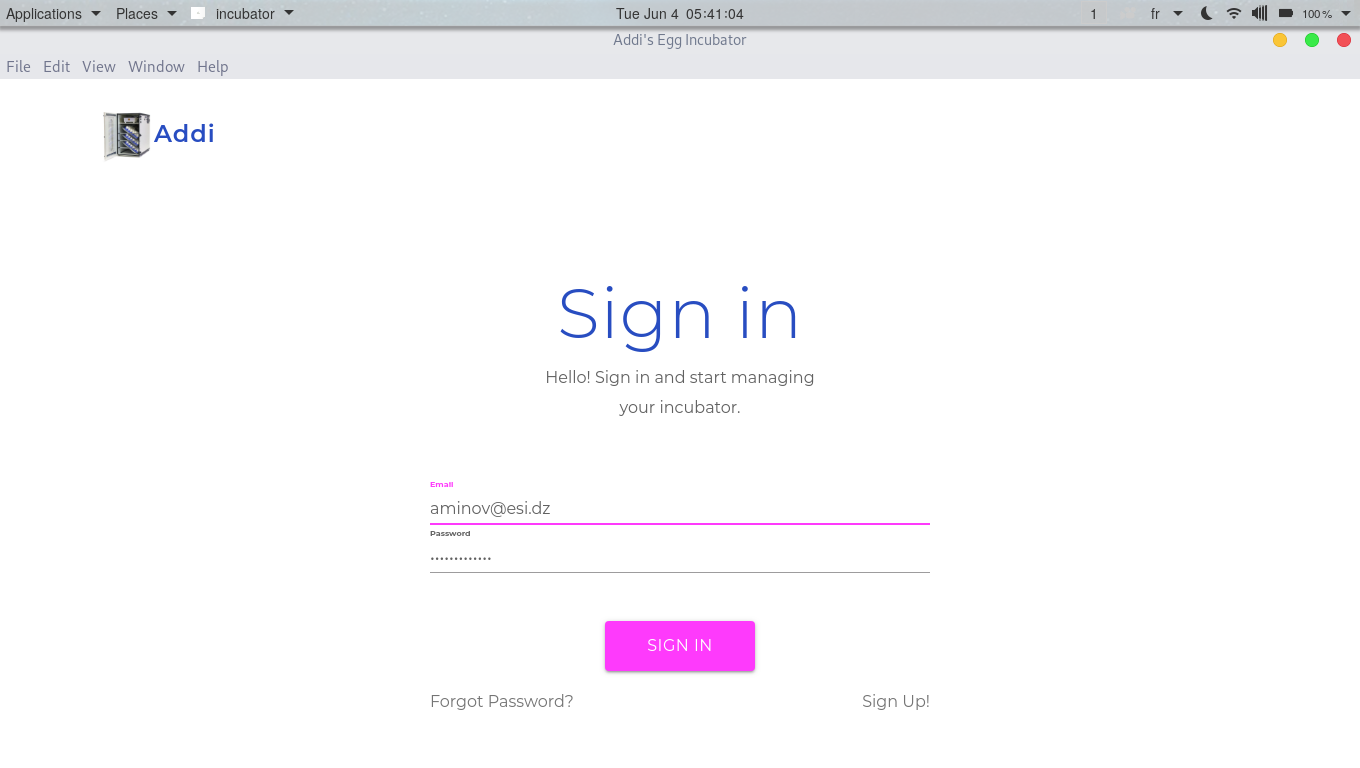 Applications Places incubator Tue Jun 4 05:41:04 1 fr 100 %
Addi's Egg Incubator
File Edit View Window Help
Addi
Sign in
Hello! Sign in and start managing
your incubator.
Email
aminov@esi.dz
Password
•••••••••••••
SIGN IN
Forgot Password? Sign Up!